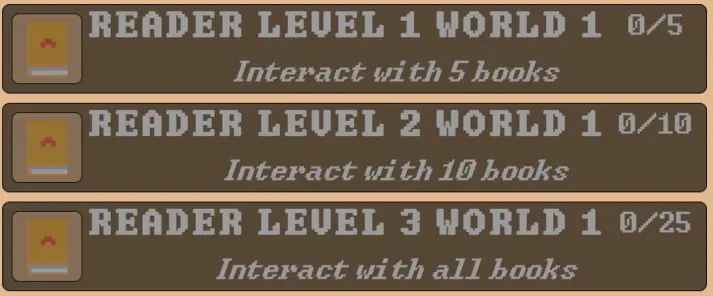 READER LEVEL 1 WORLD 1 0/5
Interact with 5 books
READER LEVEL 2 WORLD 1 0/10
Interact with 10 books
READER LEVEL 3 WORLD 1 0/25
Interact with all books